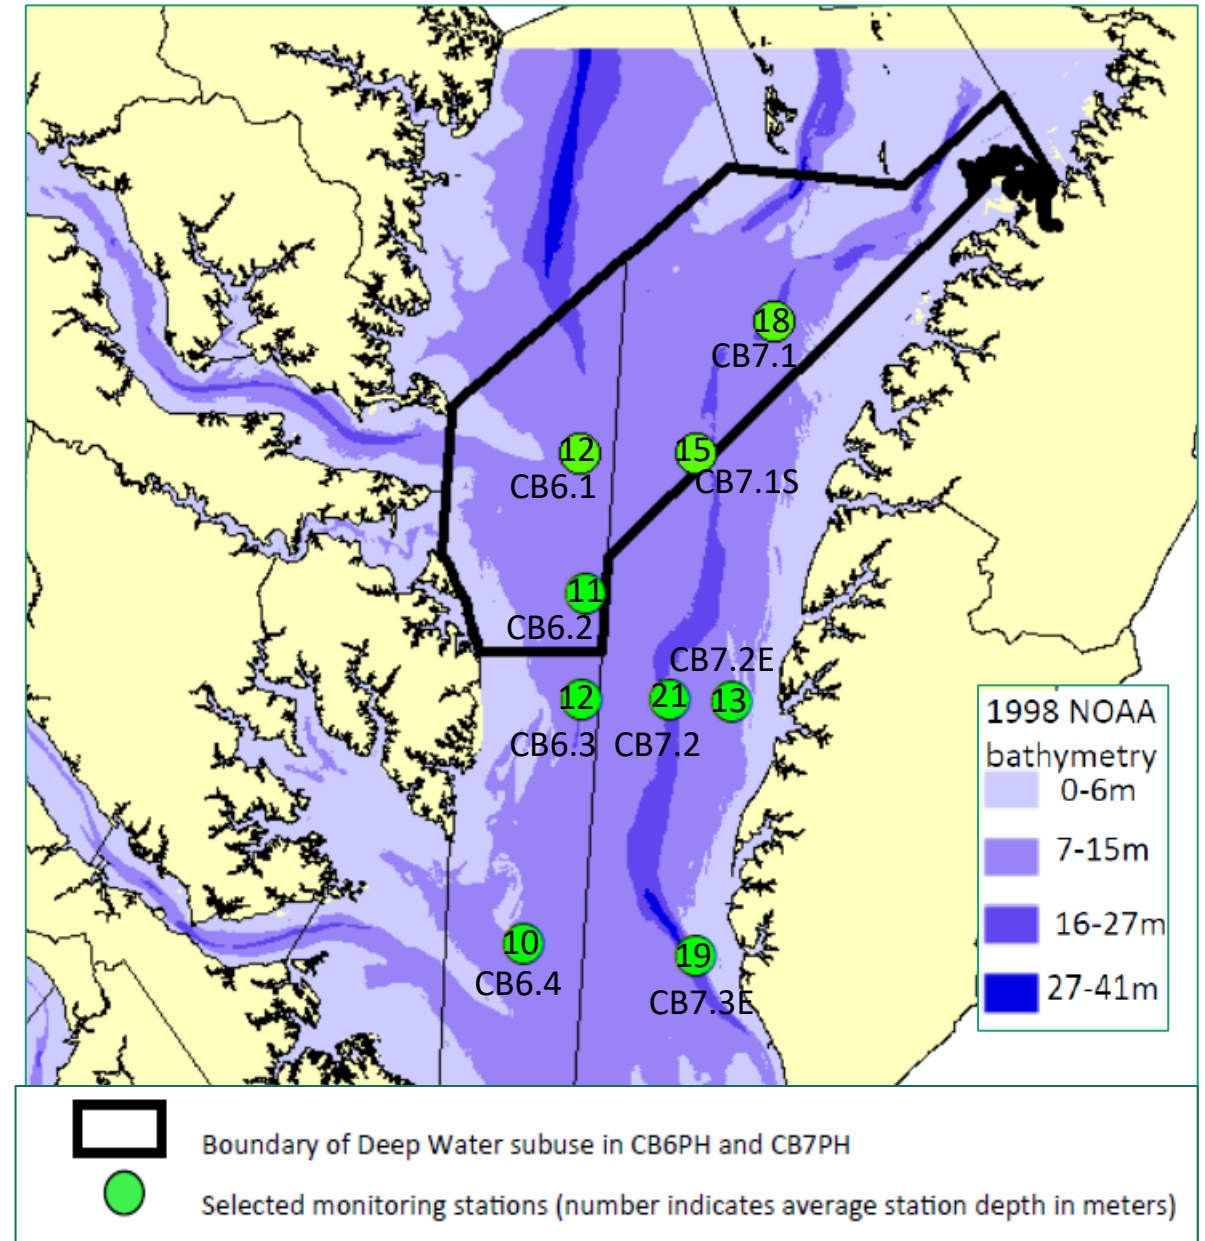 18
CB7.1
12
15
CB6.1
CB7.1S
11
CB6.2
CB7.2E
12
21
13
CB6.3
CB7.2
1998 NOAA
bathymetry
0-6m
7-15m
16-27m
27-41m
10
19
CB6.4
CB7.3E
Boundary of Deep Water subuse in CB6PH and CB7PH
Selected monitoring stations (number indicates average station depth in meters)